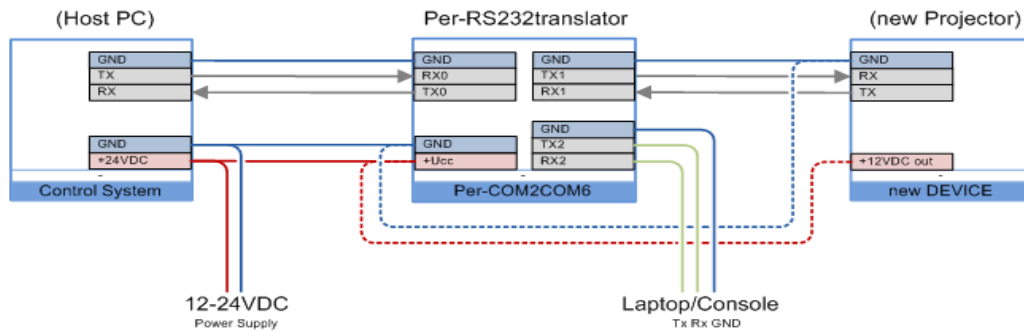 (Host PC)
Per-RS232translator
(new Projector)
GND
TX
RX
GND
+24VDC
Control System
GND
RX0
TX0
GND
+Ucc
TX1
RX1
GND
TX2
RX2
Per-COM2COM6
GND
RX
TX
+12VDC out
new DEVICE
12-24VDC
Power Supply
Laptop/Console
Tx Rx GND